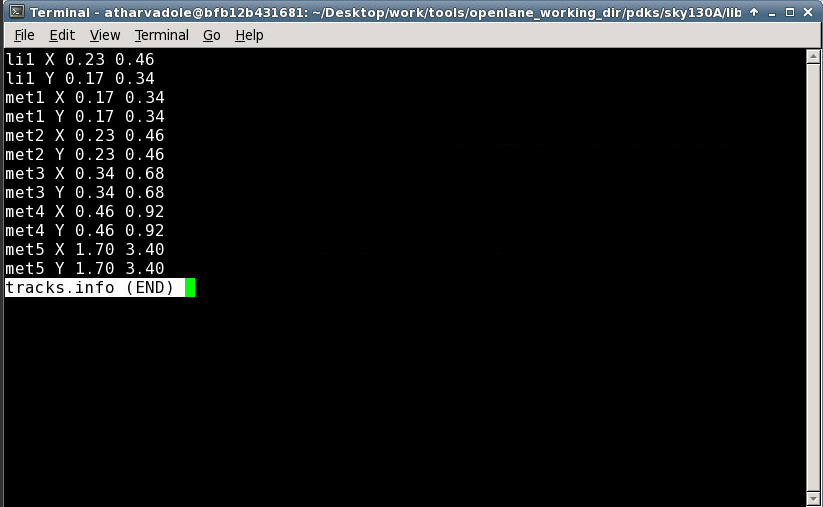 Terminal - atharvadole@bfb12b431681: ~/Desktop/work/tools/openlane_working_dir/pdks/sky130A/lib
File Edit View Terminal Go Help
li1 X 0.23 0.46
li1 Y 0.17 0.34
met1 X 0.17 0.34
met1 Y 0.17 0.34
met2 X 0.23 0.46
met2 Y 0.23 0.46
met3 X 0.34 0.68
met3 Y 0.34 0.68
met4 X 0.46 0.92
met4 Y 0.46 0.92
met5 X 1.70 3.40
met5 Y 1.70 3.40
tracks.info (END)